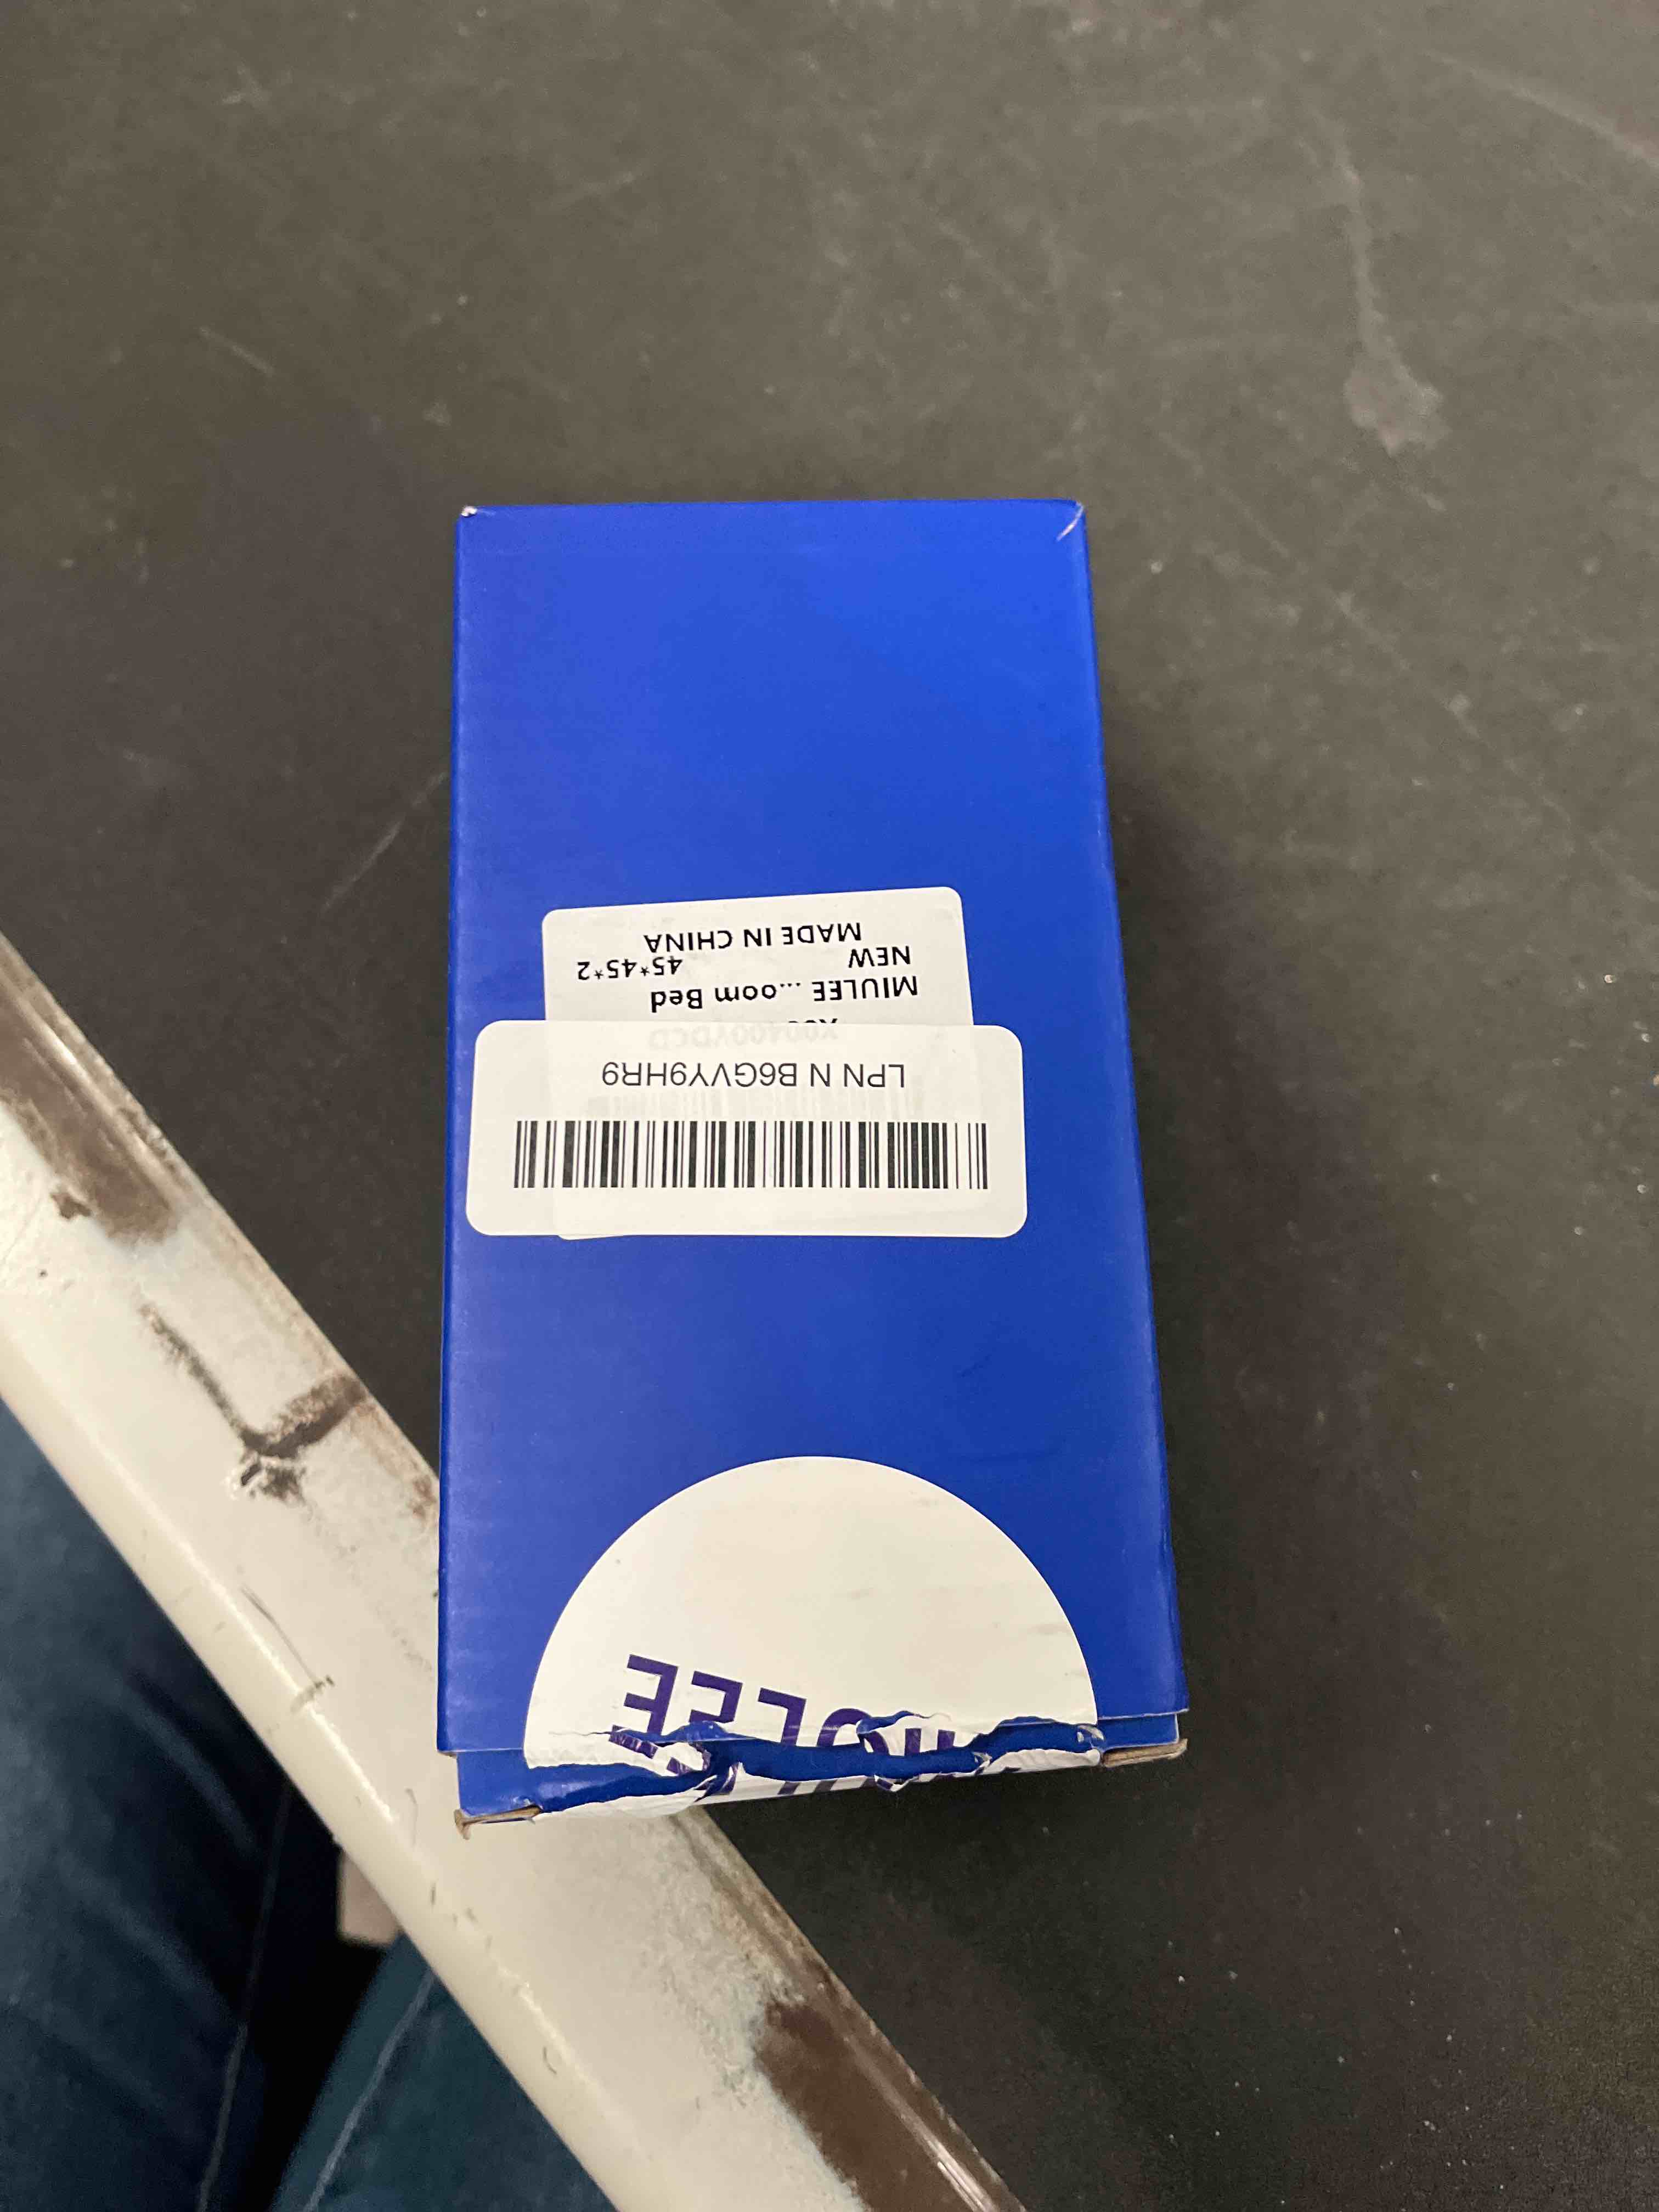 LPN N B6GVY9HR9
MIULEE ... oom Bed
NEW 45*45*2
MADE IN CHINA